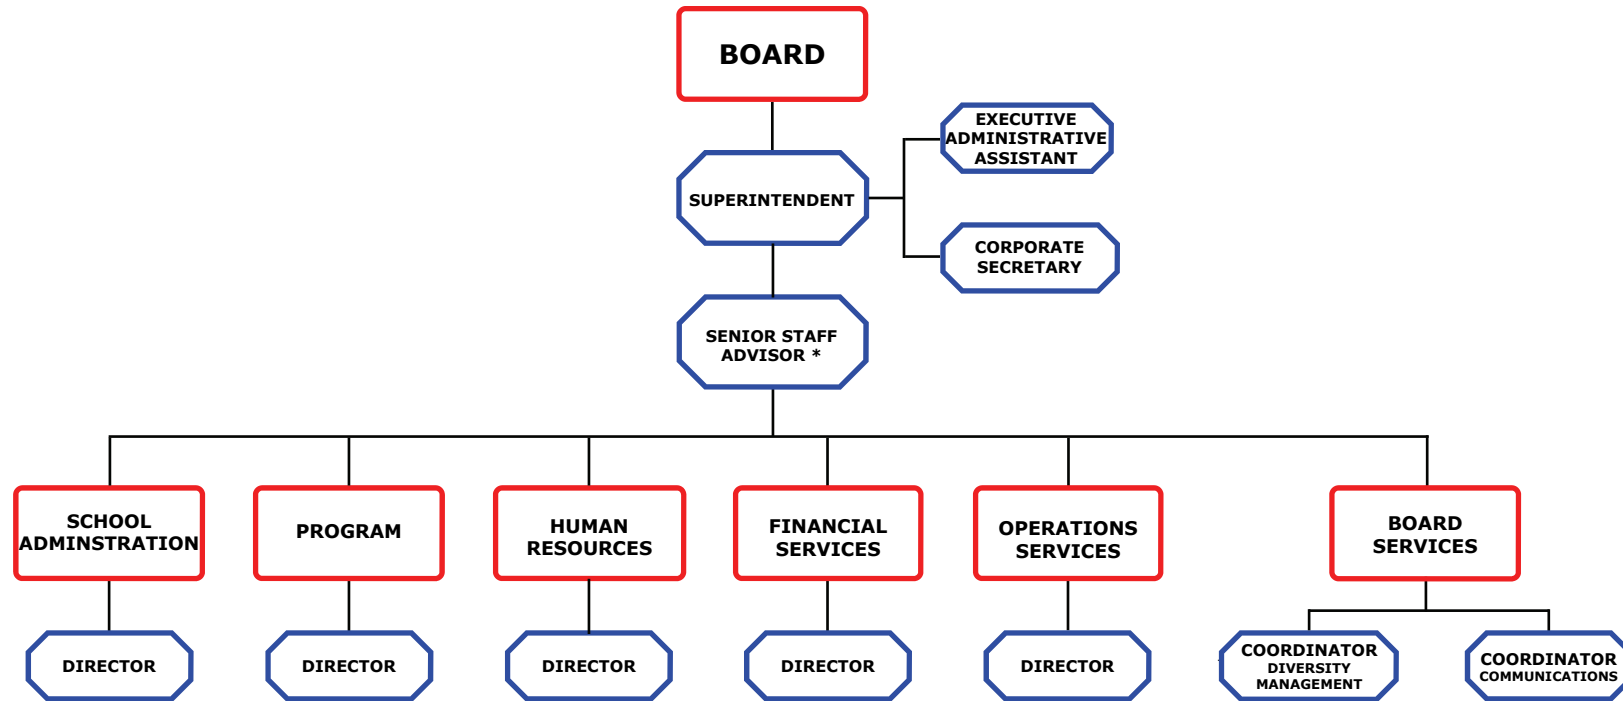 BOARD
EXECUTIVE
ADMINISTRATIVE
ASSISTANT
SUPERINTENDENT
CORPORATE
SECRETARY
SENIOR STAFF
ADVISOR *
SCHOOL
ADMINSTRATION
PROGRAM
HUMAN
RESOURCES
FINANCIAL
SERVICES
OPERATIONS
SERVICES
BOARD
SERVICES
DIRECTOR
DIRECTOR
DIRECTOR
DIRECTOR
DIRECTOR
COORDINATOR
DIVERSITY
MANAGEMENT
COORDINATOR
COMMUNICATIONS